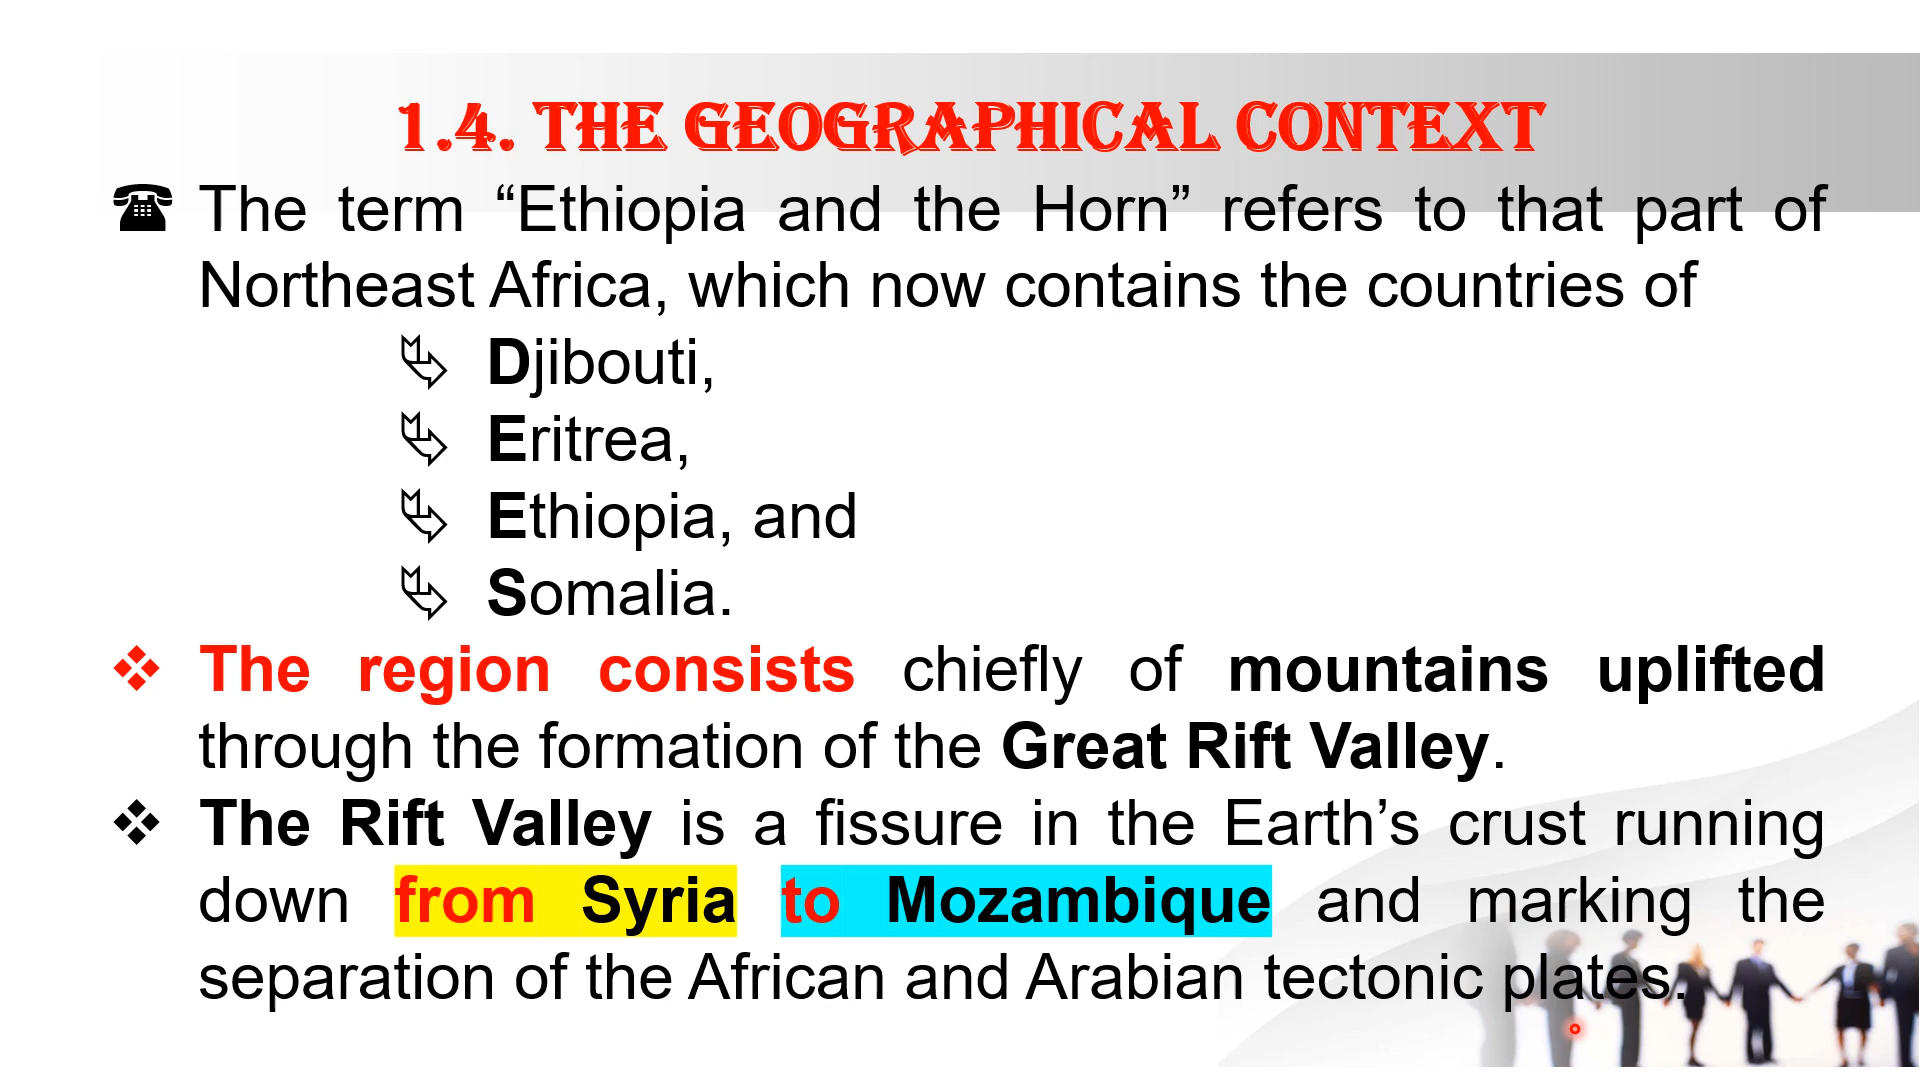 1.4. THE GEOGRAPHICAL CONTEXT
The term “Ethiopia and the Horn” refers to that part of
Northeast Africa, which now contains the countries of
Djibouti,
Eritrea,
Ethiopia, and
Somalia.
The region consists chiefly of mountains uplifted
through the formation of the Great Rift Valley.
The Rift Valley is a fissure in the Earth’s crust running
down from Syria to Mozambique and marking the
separation of the African and Arabian tectonic plates.